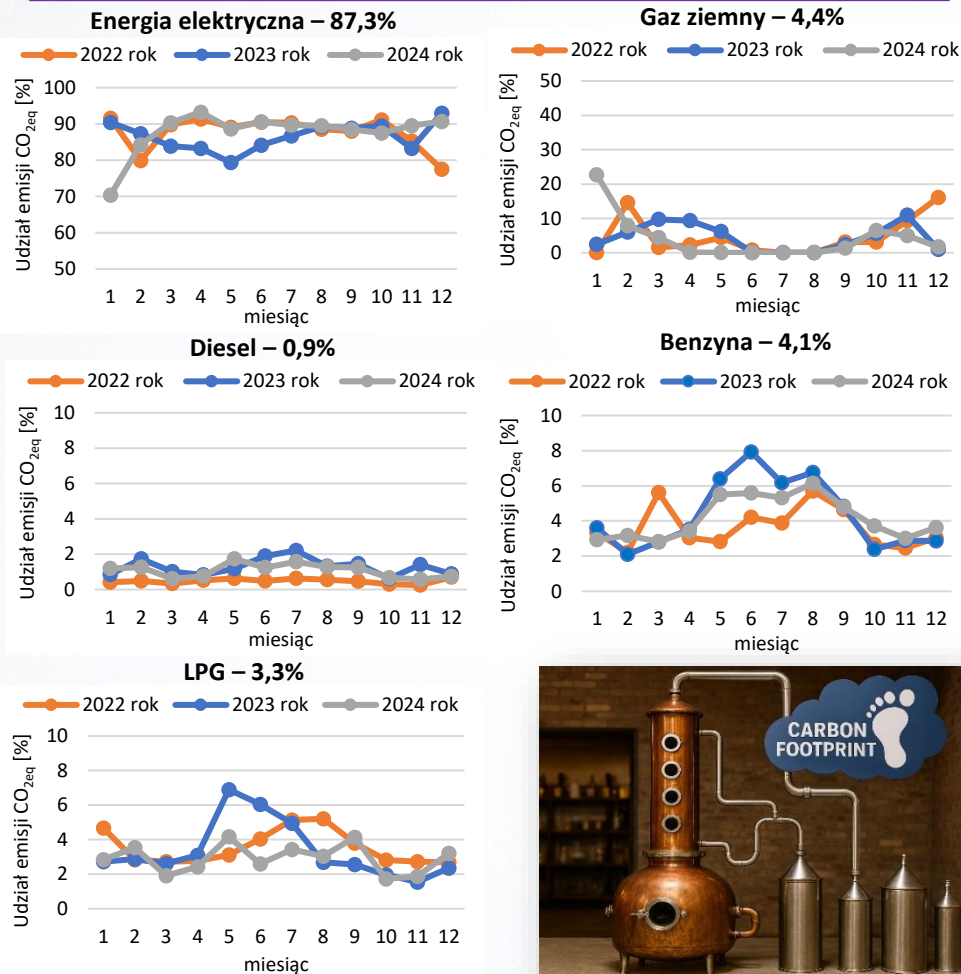 Energia elektryczna – 87,3%
2022 rok 2023 rok 2024 rok
Udział emisji CO2eq [%]
100
90
80
70
60
50
1 2 3 4 5 6 7 8 9 10 11 12
miesiąc
Gaz ziemny – 4,4%
2022 rok 2023 rok 2024 rok
Udział emisji CO2eq [%]
50
40
30
20
10
0
1 2 3 4 5 6 7 8 9 10 11 12
miesiąc
Diesel – 0,9%
2022 rok 2023 rok 2024 rok
Udział emisji CO2eq [%]
10
8
6
4
2
0
1 2 3 4 5 6 7 8 9 10 11 12
miesiąc
Benzyna – 4,1%
2022 rok 2023 rok 2024 rok
Udział emisji CO2eq [%]
10
8
6
4
2
0
1 2 3 4 5 6 7 8 9 10 11 12
miesiąc
LPG – 3,3%
2022 rok 2023 rok 2024 rok
Udział emisji CO2eq [%]
10
8
6
4
2
0
1 2 3 4 5 6 7 8 9 10 11 12
miesiąc
CARBON
FOOTPRINT